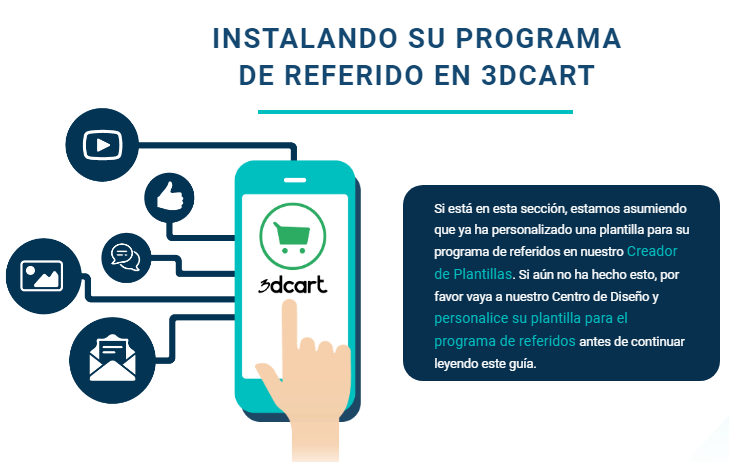 INSTALANDO SU PROGRAMA
DE REFERIDO EN 3DCART
3dcart
Si está en esta sección, estamos asumiendo
que ya ha personalizado una plantilla para su
programa de referidos en nuestro Creador
de Plantillas. Si aún no ha hecho esto, por
favor vaya a nuestro Centro de Diseño y
personalice su plantilla para el
programa de referidos antes de continuar
leyendo este guía.